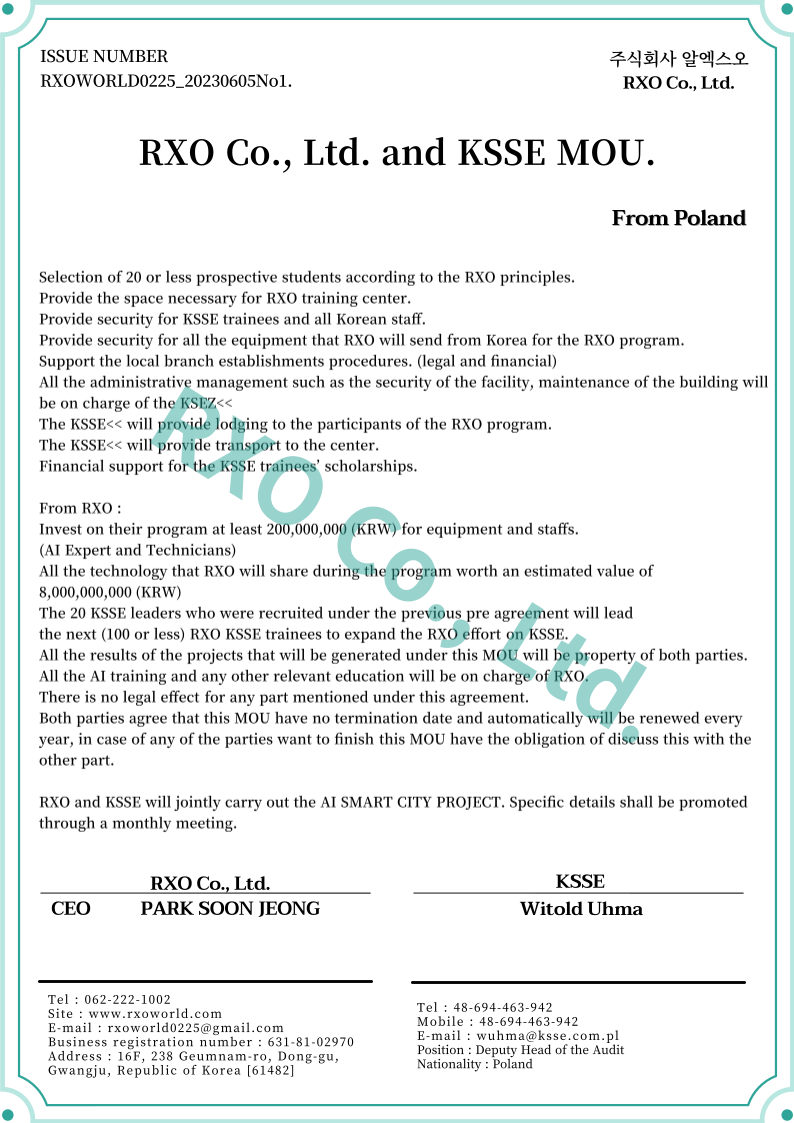 ISSUE NUMBER
RXOWORLD0225_20230605No1.
주식회사 알엑스오
RXO Co., Ltd.
RXO Co., Ltd. and KSSE MOU.
From Poland
Selection of 20 or less prospective students according to the RXO principles.
Provide the space necessary for RXO training center.
Provide security for KSSE trainees and all Korean staff.
Provide security for all the equipment that RXO will send from Korea for the RXO program.
Support the local branch establishments procedures. (legal and financial)
All the administrative management such as the security of the facility, maintenance of the building will
be on charge of the KSEZ<<
The KSSE<< will provide lodging to the participants of the RXO program.
The KSSE<< will provide transport to the center.
Financial support for the KSSE trainees’ scholarships.
From RXO :
Invest on their program at least 200,000,000 (KRW) for equipment and staffs.
(AI Expert and Technicians)
All the technology that RXO will share during the program worth an estimated value of
8,000,000,000 (KRW)
The 20 KSSE leaders who were recruited under the previous pre agreement will lead
the next (100 or less) RXO KSSE trainees to expand the RXO effort on KSSE.
All the results of the projects that will be generated under this MOU will be property of both parties.
All the AI training and any other relevant education will be on charge of RXO.
There is no legal effect for any part mentioned under this agreement.
Both parties agree that this MOU have no termination date and automatically will be renewed every
year, in case of any of the parties want to finish this MOU have the obligation of discuss this with the
other part.
RXO and KSSE will jointly carry out the AI SMART CITY PROJECT. Specific details shall be promoted
through a monthly meeting.
RXO Co., Ltd.
RXO Co., Ltd.
CEO PARK SOON JEONG
KSSE
Witold Uhma
Tel : 062-222-1002
Site : www.rxoworld.com
E-mail : rxoworld0225@gmail.com
Business registration number : 631-81-02970
Address : 16F, 238 Geumnam-ro, Dong-gu,
Gwangju, Republic of Korea [61482]
Tel : 48-694-463-942
Mobile : 48-694-463-942
E-mail : wuhma@ksse.com.pl
Position : Deputy Head of the Audit
Nationality : Poland